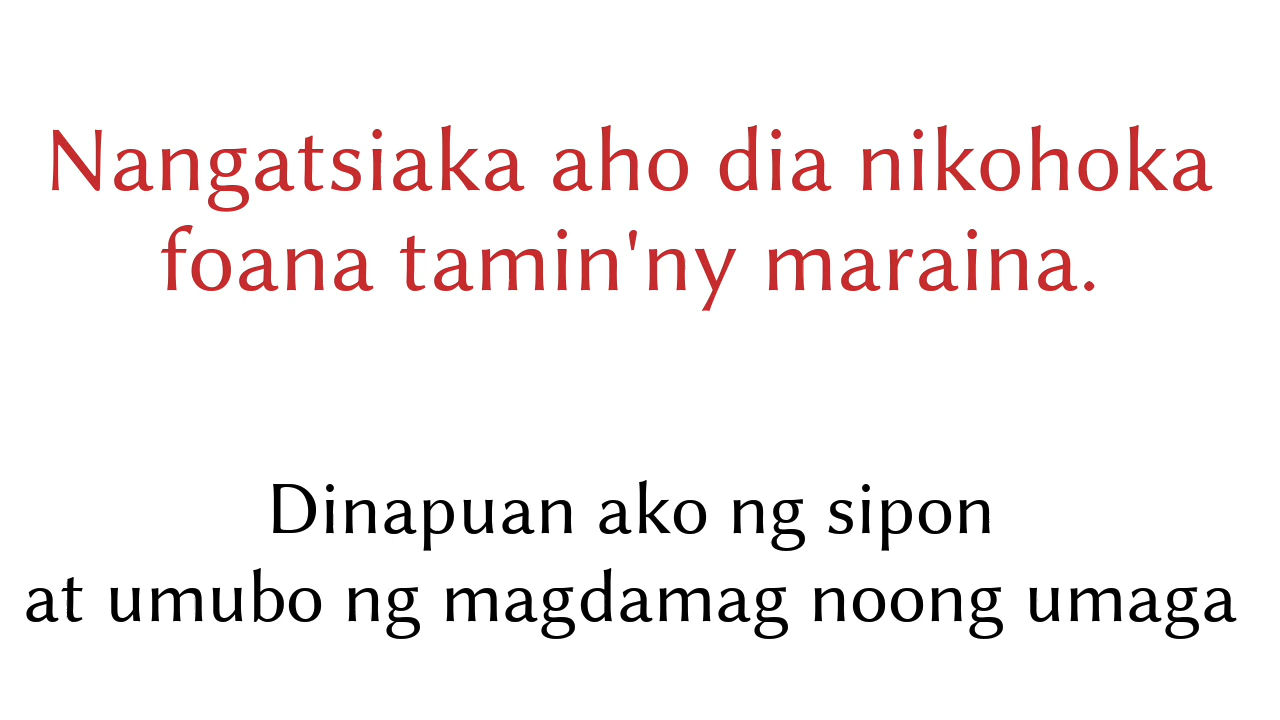 Nangatsiaka aho dia nikohoka
foana tamin'ny maraina.
Dinapuan ako ng sipon
at umubo ng magdamag noong umaga